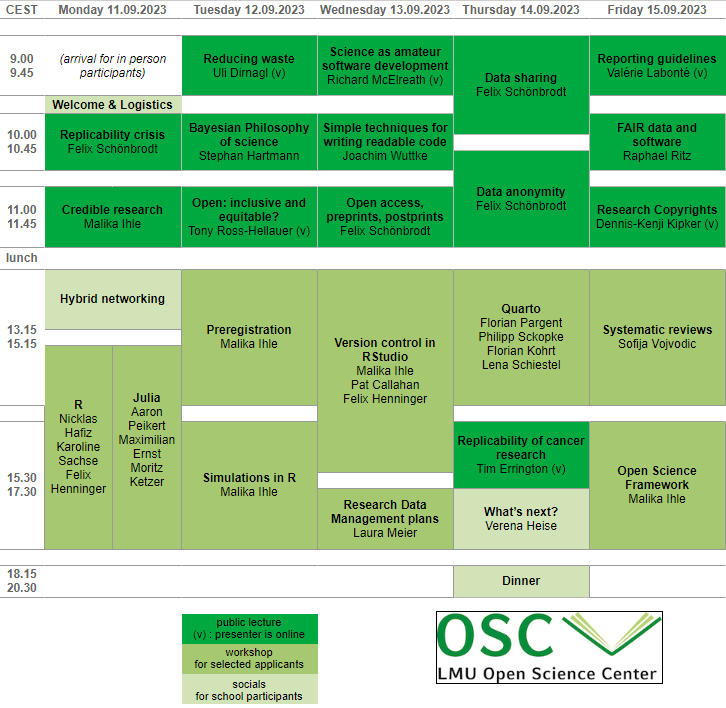 CEST
Monday 11.09.2023
Tuesday 12.09.2023
Wednesday 13.09.2023
Thursday 14.09.2023
Friday 15.09.2023
9.00
9.45
(arrival for in person
participants)
Reducing waste
Uli Dirnagl (v)
Science as amateur
software development
Richard McElreath (v)
Data sharing
Felix Schönbrodt
Reporting guidelines
Valérie Labonté (v)
Welcome & Logistics
10.00
10.45
Replicability crisis
Felix Schönbrodt
Bayesian Philosophy
of science
Stephan Hartmann
Simple techniques for
writing readable code
Joachim Wuttke
FAIR data and
software
Raphael Ritz
Data anonymity
Felix Schönbrodt
11.00
11.45
Credible research
Malika Ihle
Open: inclusive and
equitable?
Tony Ross-Hellauer (v)
Open access,
preprints, postprints
Felix Schönbrodt
Research Copyrights
Dennis-Kenji Kipker (v)
lunch
13.15
15.15
Hybrid networking
Preregistration
Malika Ihle
Version control in
RStudio
Malika Ihle
Pat Callahan
Felix Henninger
Quarto
Florian Pargent
Philipp Sckopke
Florian Kohrt
Lena Schiestel
Systematic reviews
Sofija Vojvodic
R
Nicklas
Hafiz
Karoline
Sachse
Felix
Henninger
Julia
Aaron
Peikert
Maximilian
Ernst
Moritz
Ketzer
15.30
17.30
Simulations in R
Malika Ihle
Research Data
Management plans
Laura Meier
Replicability of cancer
research
Tim Errington (v)
What's next?
Verena Heise
Open Science
Framework
Malika Ihle
18.15
20.30
Dinner
public lecture
(v) : presenter is online
workshop
for selected applicants
socials
for school participants
OSC
LMU Open Science Center